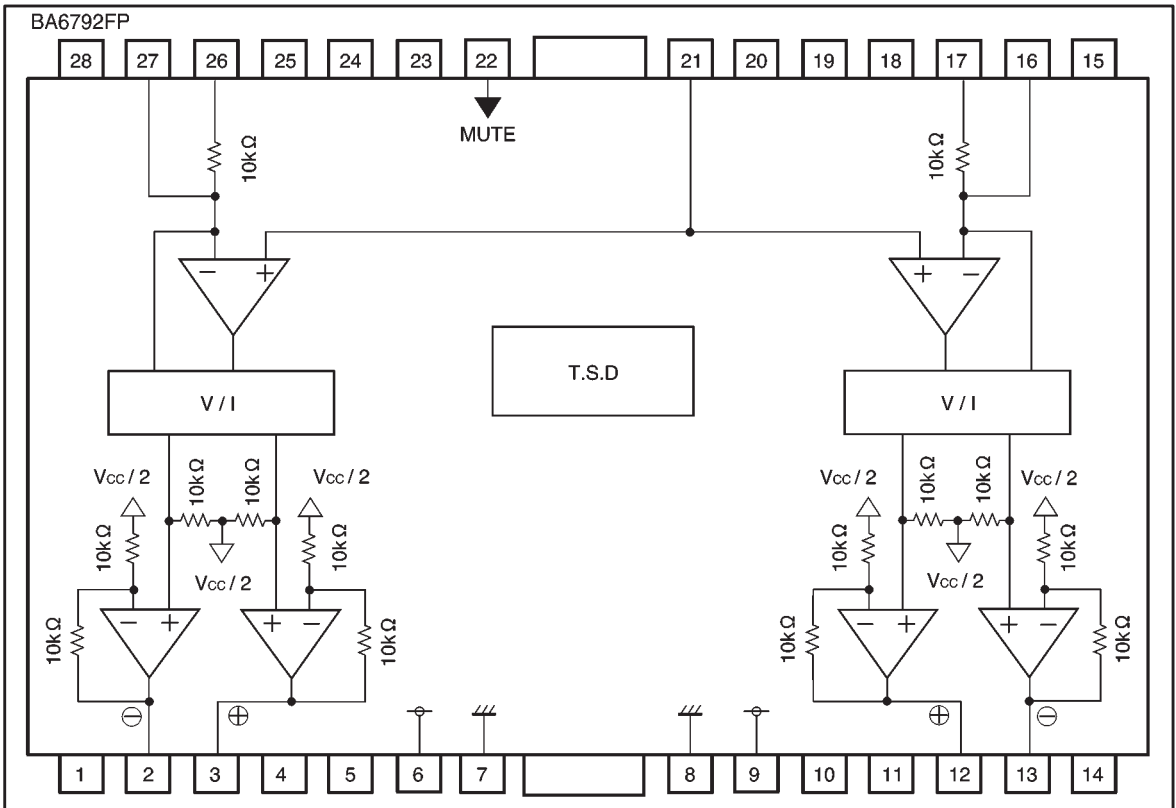 BA6792FP
28 27 26 25 24 23 22 21 20 19 18 17 16 15
MUTE
10kΩ 10kΩ
− + + −
T.S.D
V / I V / I
VCC / 2 10kΩ 10kΩ VCC / 2 VCC / 2 10kΩ 10kΩ VCC / 2
10kΩ VCC / 2 10kΩ 10kΩ VCC / 2 10kΩ
10kΩ − + + − 10kΩ 10kΩ − + + − 10kΩ
⊖ ⊕ ⊕ ⊖
1 2 3 4 5 6 7 8 9 10 11 12 13 14